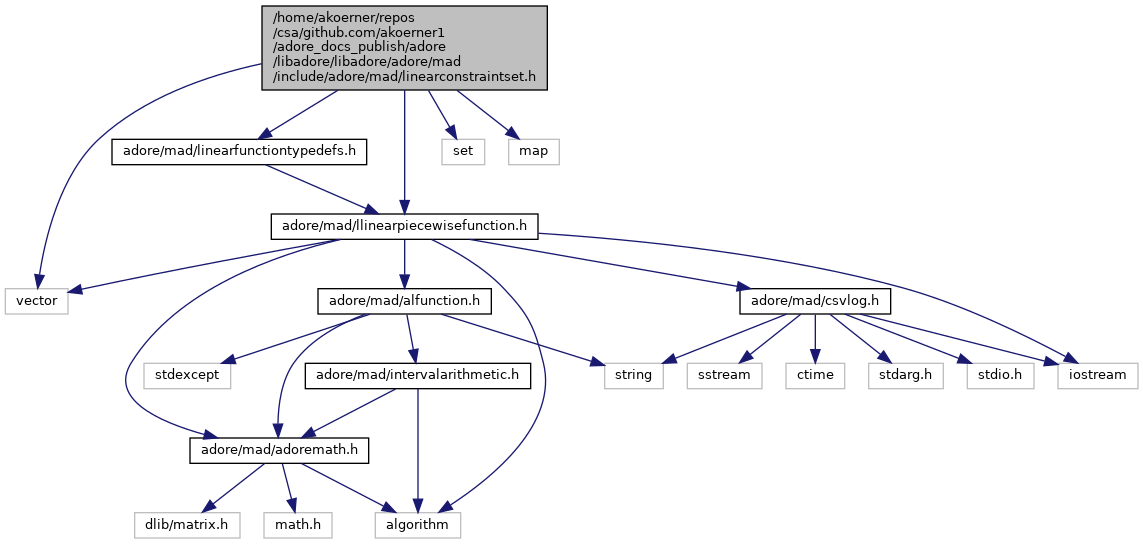 /home/akoerner/repos
/csa/github.com/akoerner1
/adore_docs_publish/adore
/libadore/libadore/adore/mad
/include/adore/mad/linearconstraintset.h
adore/mad/linearfunctiontypedefs.h
set
map
adore/mad/llinearpiecewisefunction.h
vector
adore/mad/alfunction.h
adore/mad/csvlog.h
stdexcept
adore/mad/intervalarithmetic.h
string
sstream
ctime
stdarg.h
stdio.h
iostream
adore/mad/adoremath.h
dlib/matrix.h
math.h
algorithm